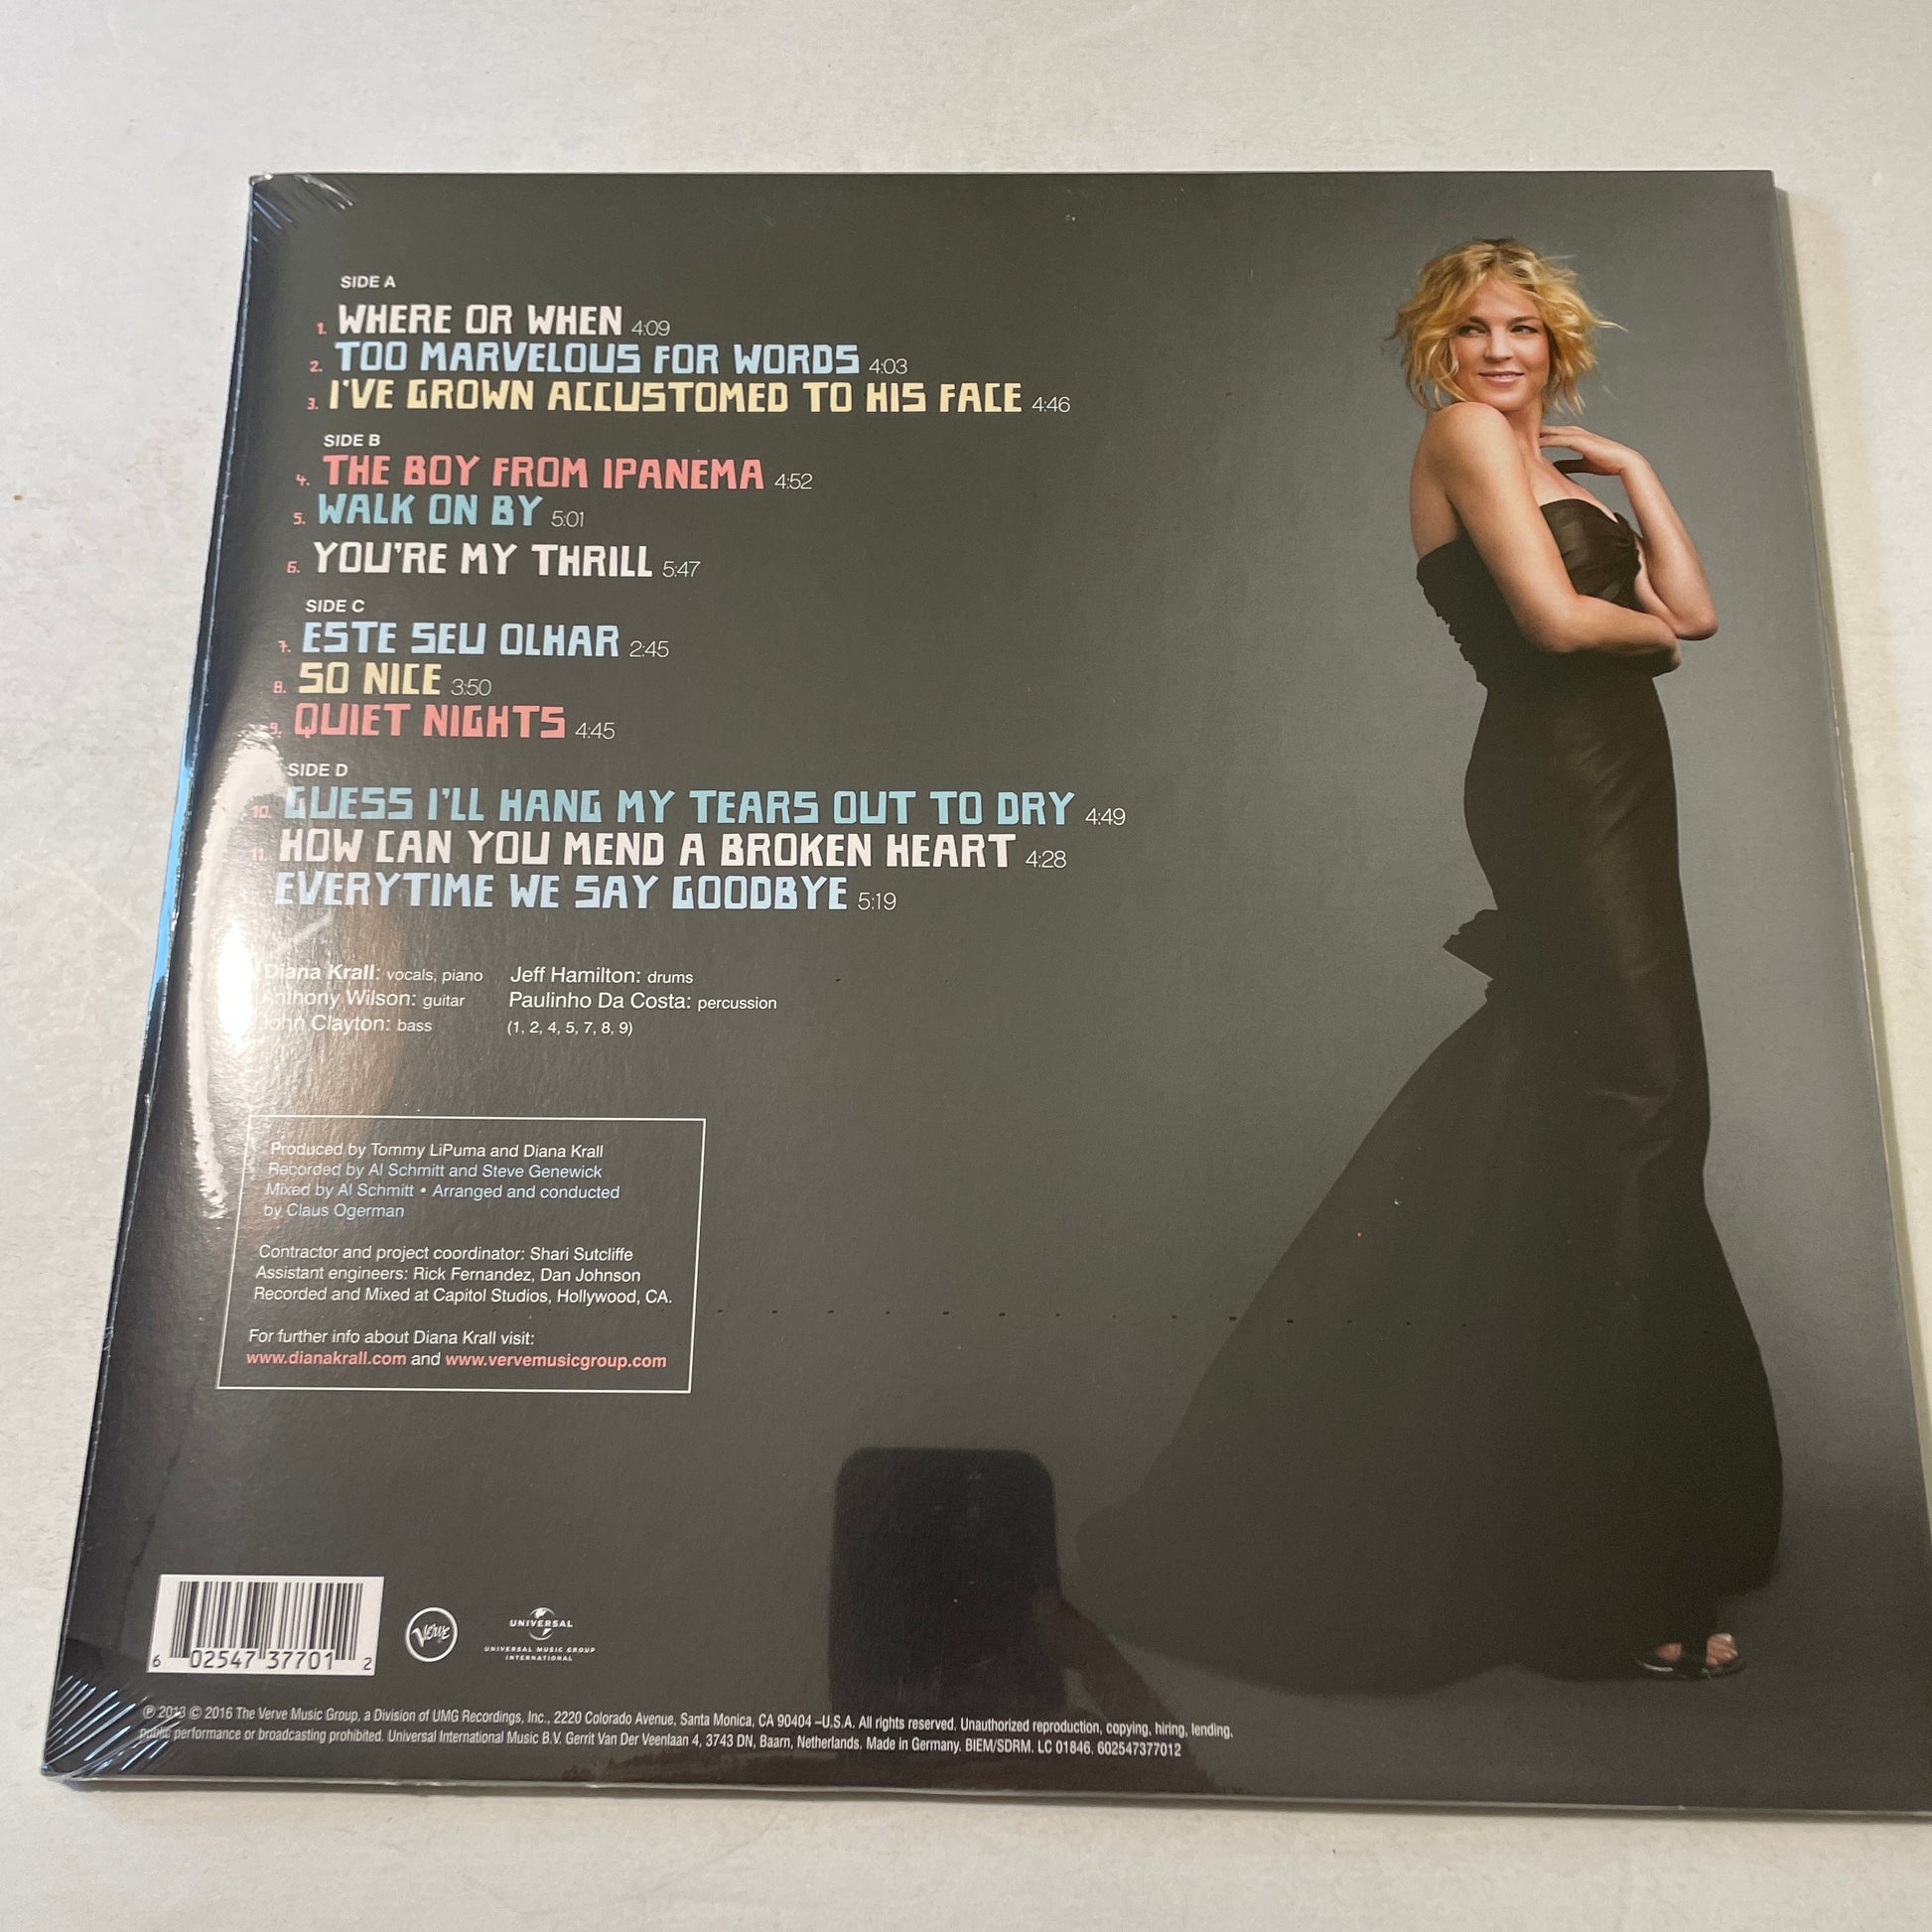 SIDE A
1. WHERE OR WHEN 4:09
2. TOO MARVELOUS FOR WORDS 4:03
3. I'VE GROWN ACCUSTOMED TO HIS FACE 4:46
SIDE B
4. THE BOY FROM IPANEMA 4:52
5. WALK ON BY 5:01
6. YOU'RE MY THRILL 5:47
SIDE C
7. ESTE SEU OLHAR 2:45
8. SO NICE 3:50
9. QUIET NIGHTS 4:45
SIDE D
10. GUESS I'LL HANG MY TEARS OUT TO DRY 4:49
11. HOW CAN YOU MEND A BROKEN HEART 4:28
EVERYTIME WE SAY GOODBYE 5:19
Diana Krall: vocals, piano
Anthony Wilson: guitar
John Clayton: bass
Jeff Hamilton: drums
Paulinho Da Costa: percussion
(1, 2, 4, 5, 7, 8, 9)
Produced by Tommy LiPuma and Diana Krall
Recorded by Al Schmitt and Steve Genewick
Mixed by Al Schmitt • Arranged and conducted
by Claus Ogerman
Contractor and project coordinator: Shari Sutcliffe
Assistant engineers: Rick Fernandez, Dan Johnson
Recorded and Mixed at Capitol Studios, Hollywood, CA.
For further info about Diana Krall visit:
www.dianakrall.com and www.vervemusicgroup.com
6 02547 37701 2
Verve
UNIVERSAL
UNIVERSAL MUSIC GROUP
INTERNATIONAL
℗ 2013 © 2016 The Verve Music Group, a Division of UMG Recordings, Inc., 2220 Colorado Avenue, Santa Monica, CA 90404 –U.S.A. All rights reserved. Unauthorized reproduction, copying, hiring, lending,
public performance or broadcasting prohibited. Universal International Music B.V. Gerrit Van Der Veenlaan 4, 3743 DN, Baarn, Netherlands. Made in Germany. BIEM/SDRM. LC 01846. 602547377012